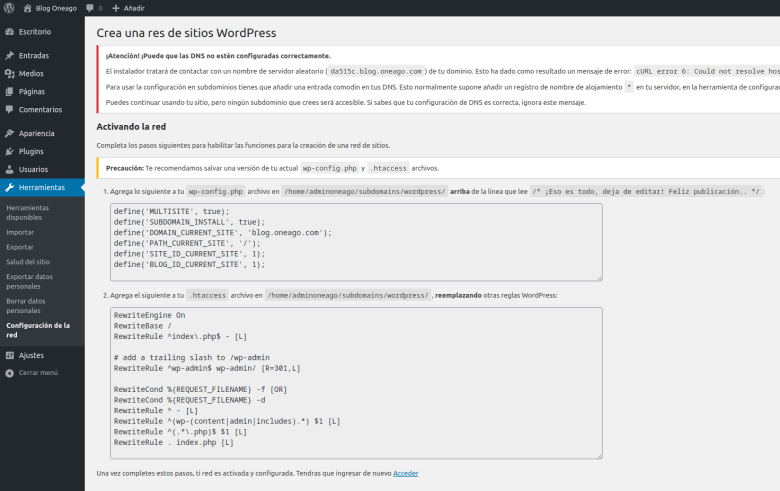 Blog Oneago 0 + Añadir
Escritorio
Entradas
Medios
Páginas
Comentarios
Apariencia
Plugins
Usuarios
Herramientas
Herramientas
disponibles
Importar
Exportar
Salud del sitio
Exportar datos
personales
Borrar datos
personales
Configuración de la
red
Ajustes
Cerrar menú
Crea una res de sitios WordPress
¡Atención! ¡Puede que las DNS no estén configuradas correctamente.
El instalador tratará de contactar con un nombre de servidor aleatorio ( da515c.blog.oneago.com ) de tu dominio. Esto ha dado como resultado un mensaje de error: cURL error 6: Could not resolve hos
Para usar la configuración en subdominios tienes que añadir una entrada comodín en tus DNS. Esto normalmente supone añadir un registro de nombre de alojamiento * en tu servidor, en la herramienta de configurac
Puedes continuar usando tu sitio, pero ningún subdominio que crees será accesible. Si sabes que tu configuración de DNS es correcta, ignora este mensaje.
Activando la red
Completa los pasos siguientes para habilitar las funciones para la creación de una red de sitios.
Precaución: Te recomendamos salvar una versión de tu actual wp-config.php y .htaccess archivos.
1. Agrega lo siguiente a tu wp-config.php archivo en /home/adminoneago/subdomains/wordpress/ arriba de la línea que lee /* ¡Eso es todo, deja de editar! Feliz publicación.. */ :
define('MULTISITE', true);
define('SUBDOMAIN_INSTALL', true);
define('DOMAIN_CURRENT_SITE', 'blog.oneago.com');
define('PATH_CURRENT_SITE', '/');
define('SITE_ID_CURRENT_SITE', 1);
define('BLOG_ID_CURRENT_SITE', 1);
2. Agrega el siguiente a tu .htaccess archivo en /home/adminoneago/subdomains/wordpress/ , reemplazando otras reglas WordPress:
RewriteEngine On
RewriteBase /
RewriteRule ^index\.php$ - [L]
# add a trailing slash to /wp-admin
RewriteRule ^wp-admin$ wp-admin/ [R=301,L]
RewriteCond %{REQUEST_FILENAME} -f [OR]
RewriteCond %{REQUEST_FILENAME} -d
RewriteRule ^ - [L]
RewriteRule ^(wp-(content|admin|includes).*) $1 [L]
RewriteRule ^(.*\.php)$ $1 [L]
RewriteRule . index.php [L]
Una vez completes estos pasos, ti red es activada y configurada. Tendras que ingresar de nuevo Acceder